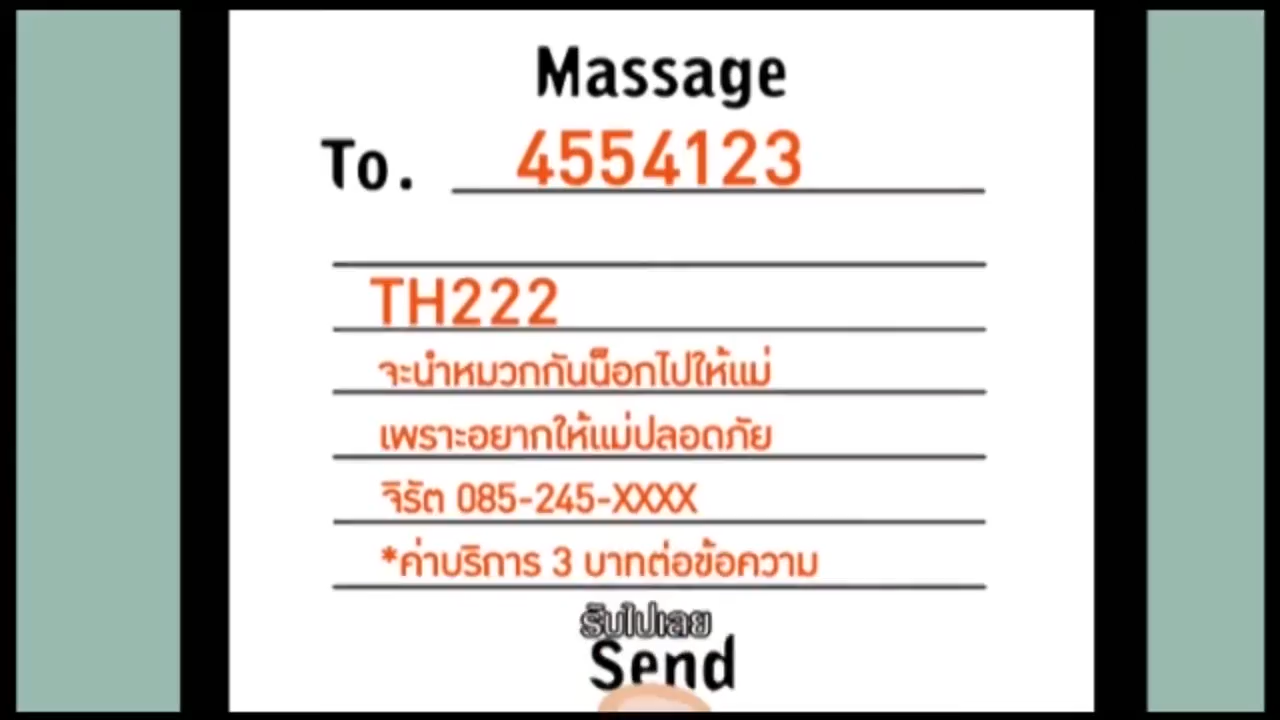 Massage
To. 4554123
TH222
จะนำหมวกกันน็อกไปให้แม่
เพราะอยากให้แม่ปลอดภัย
จิรัต 085-245-XXXX
*ค่าบริการ 3 บาทต่อข้อความ
รับไปเลย
Send